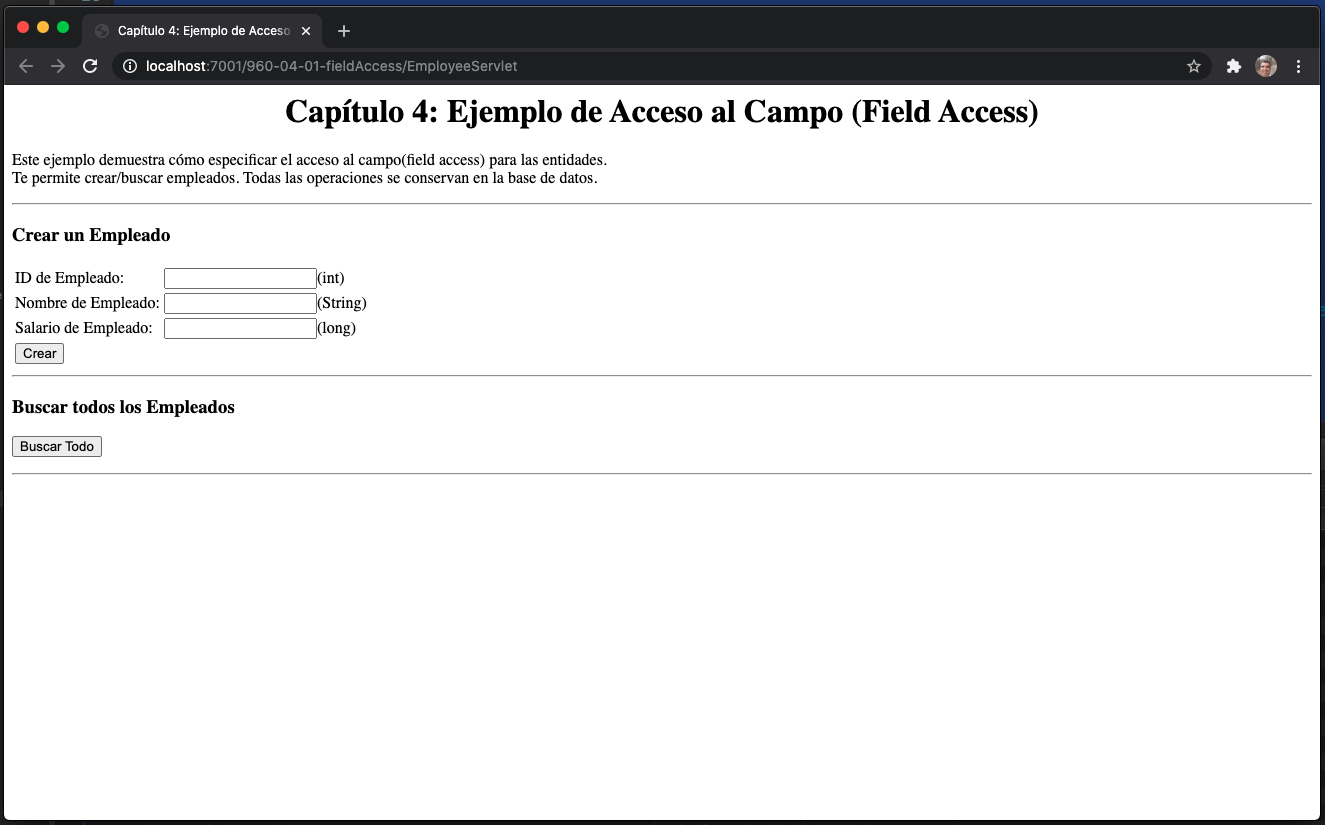 Capítulo 4: Ejemplo de Acceso
localhost:7001/960-04-01-fieldAccess/EmployeeServlet
Capítulo 4: Ejemplo de Acceso al Campo (Field Access)
Este ejemplo demuestra cómo especificar el acceso al campo(field access) para las entidades.
Te permite crear/buscar empleados. Todas las operaciones se conservan en la base de datos.
Crear un Empleado
ID de Empleado: (int)
Nombre de Empleado: (String)
Salario de Empleado: (long)
Crear
Buscar todos los Empleados
Buscar Todo